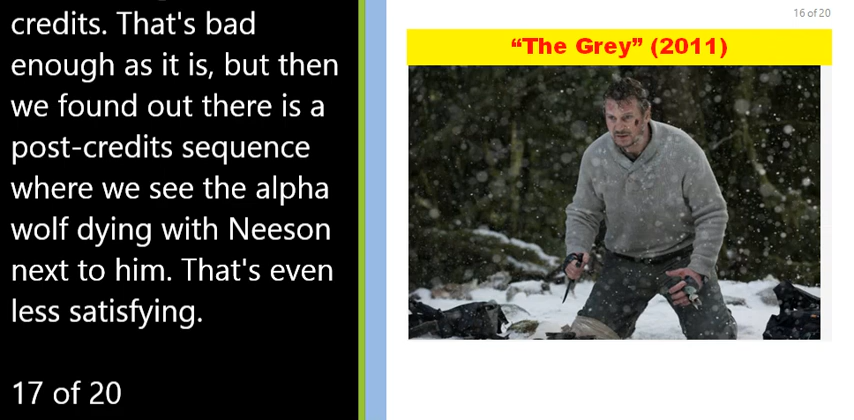 credits. That's bad
enough as it is, but then
we found out there is a
post-credits sequence
where we see the alpha
wolf dying with Neeson
next to him. That's even
less satisfying.
17 of 20
16 of 20
“The Grey” (2011)